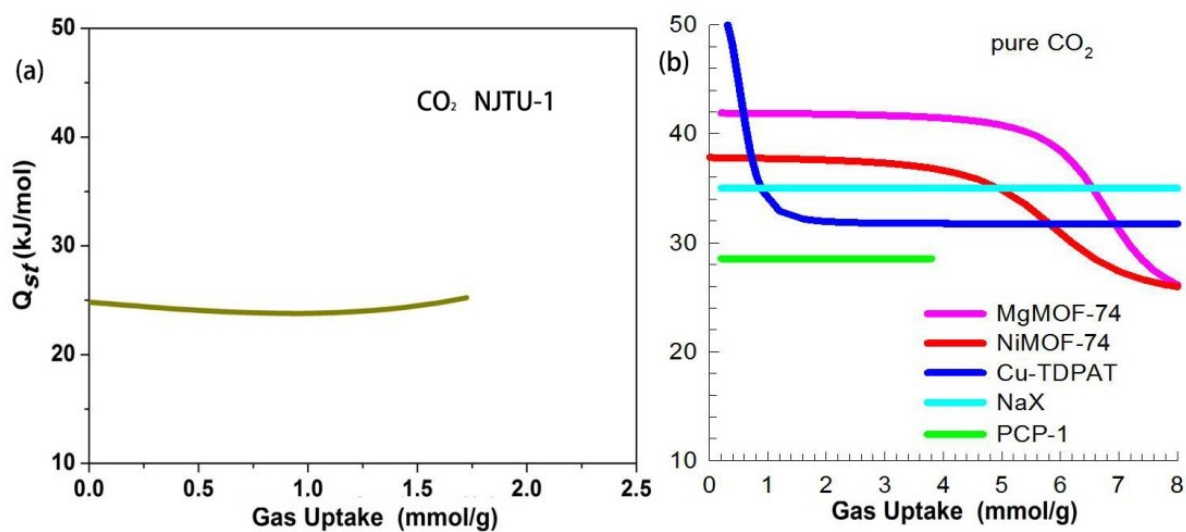 (a)
CO₂ NJTU-1
50
40
30
20
10
Qst (kJ/mol)
0.0 0.5 1.0 1.5 2.0 2.5
Gas Uptake (mmol/g)
(b)
pure CO₂
50
40
30
20
10
MgMOF-74
NiMOF-74
Cu-TDPAT
NaX
PCP-1
0 1 2 3 4 5 6 7 8
Gas Uptake (mmol/g)